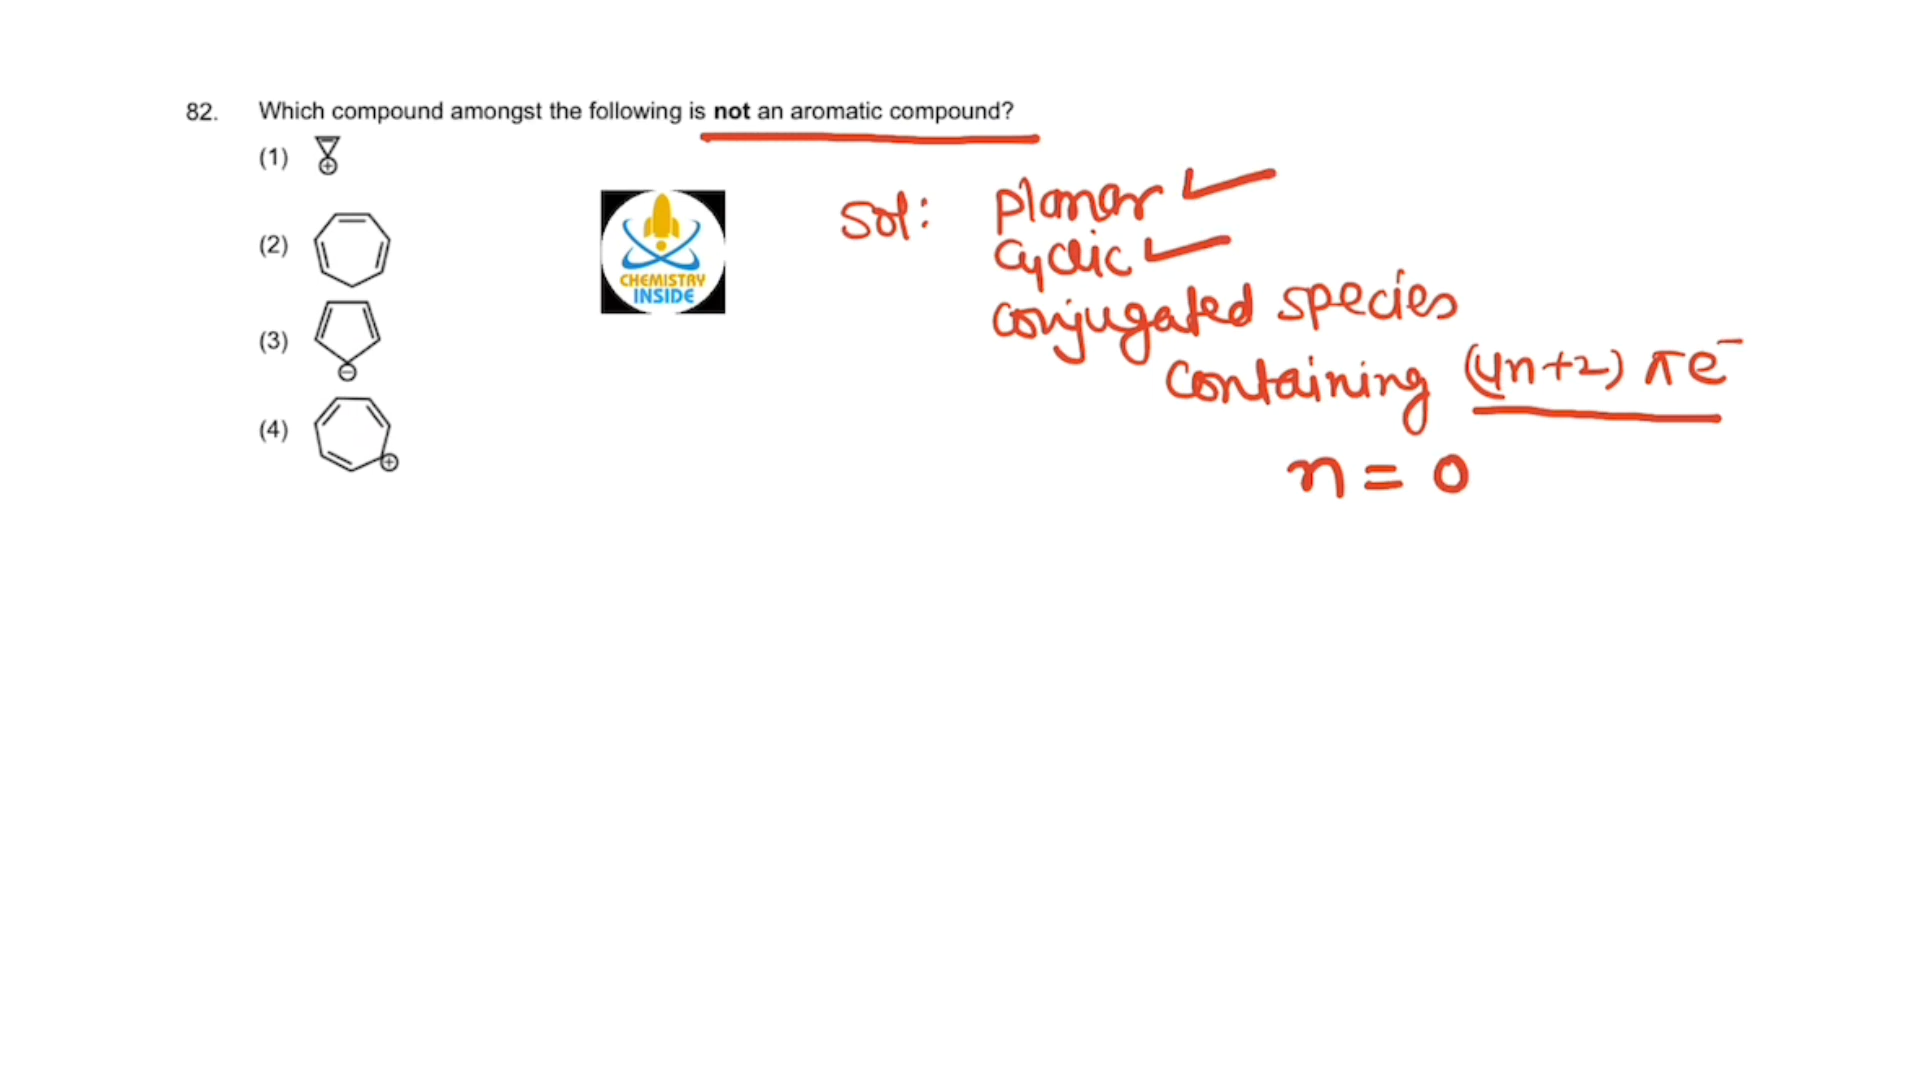 82. Which compound amongst the following is not an aromatic compound?
(1)
(2)
(3)
(4)
CHEMISTRY
INSIDE
Sol: planar
cyclic
conjugated species
containing (4n+2) πe⁻
n = 0